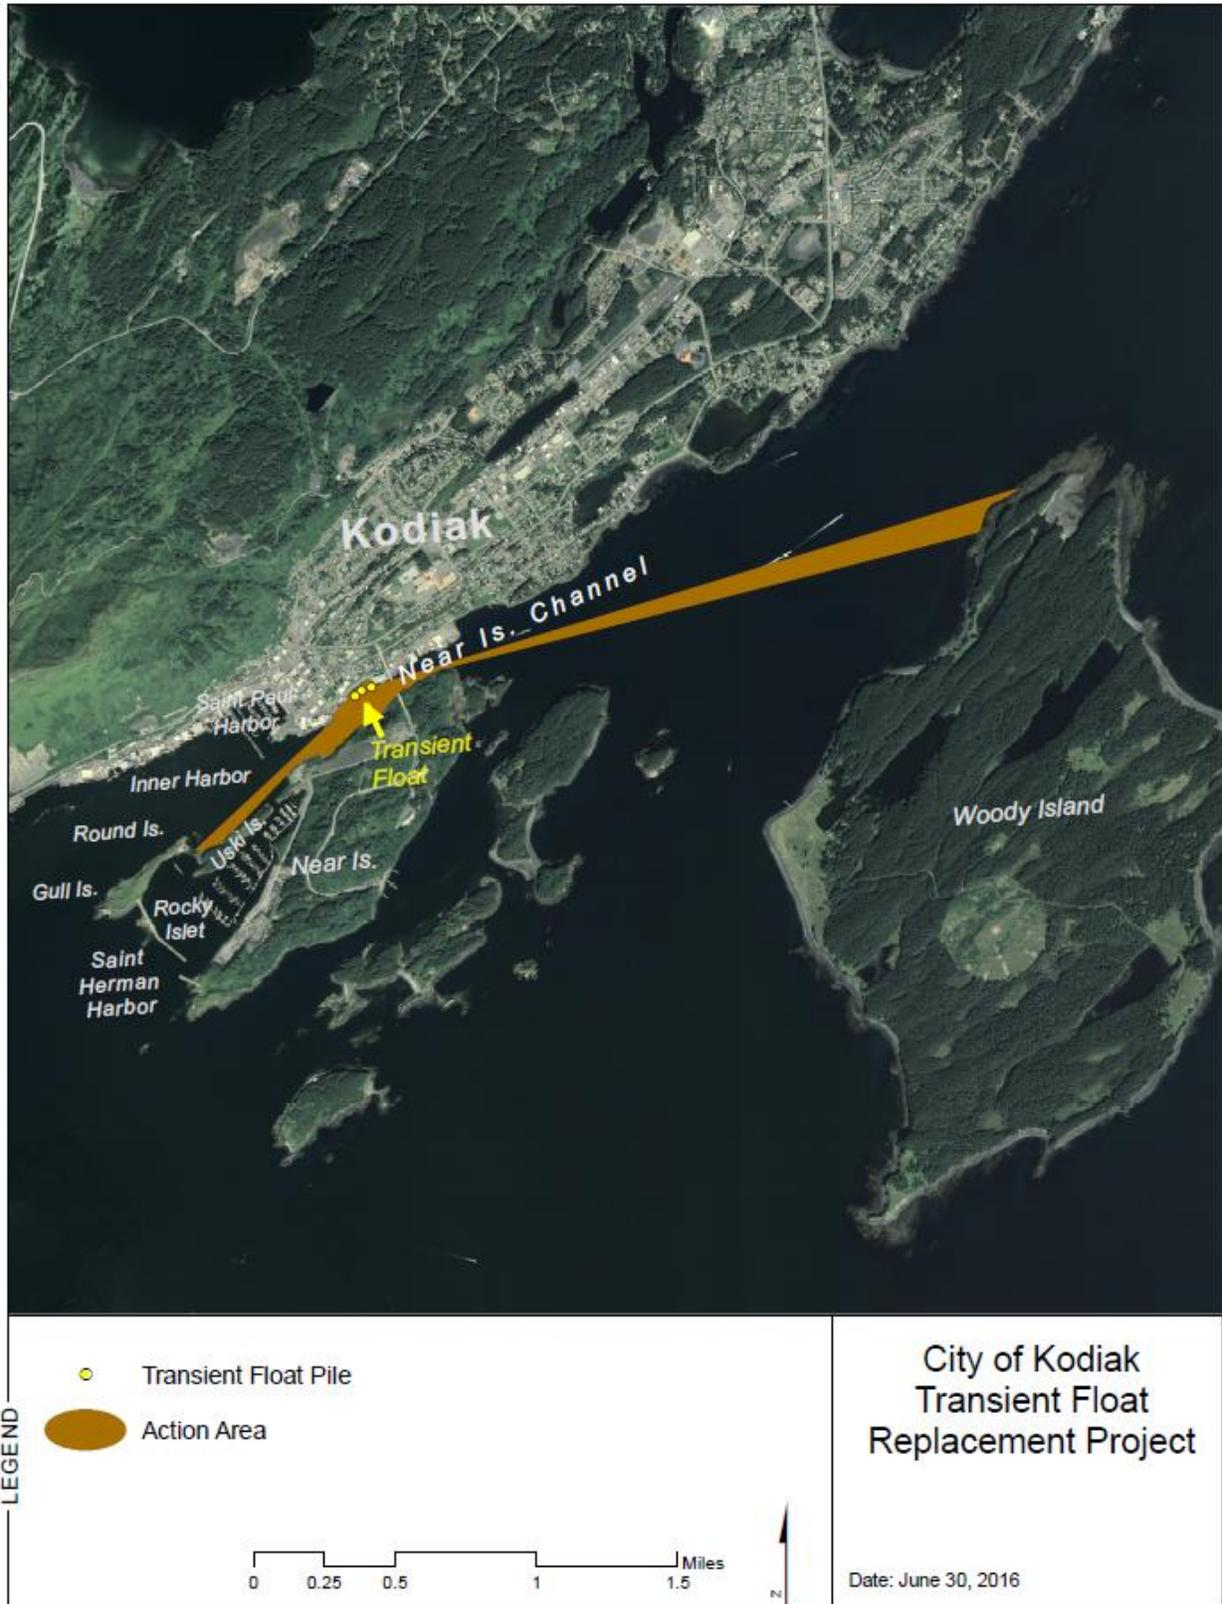 Kodiak
Near Is. Channel
Saint Paul
Harbor
Transient
Float
Inner Harbor
Round Is.
Uski Is.
Woody Island
Near Is.
Gull Is.
Rocky
Islet
Saint
Herman
Harbor
LEGEND
Transient Float Pile
Action Area
0 0.25 0.5 1 1.5 Miles
N
City of Kodiak
Transient Float
Replacement Project
Date: June 30, 2016